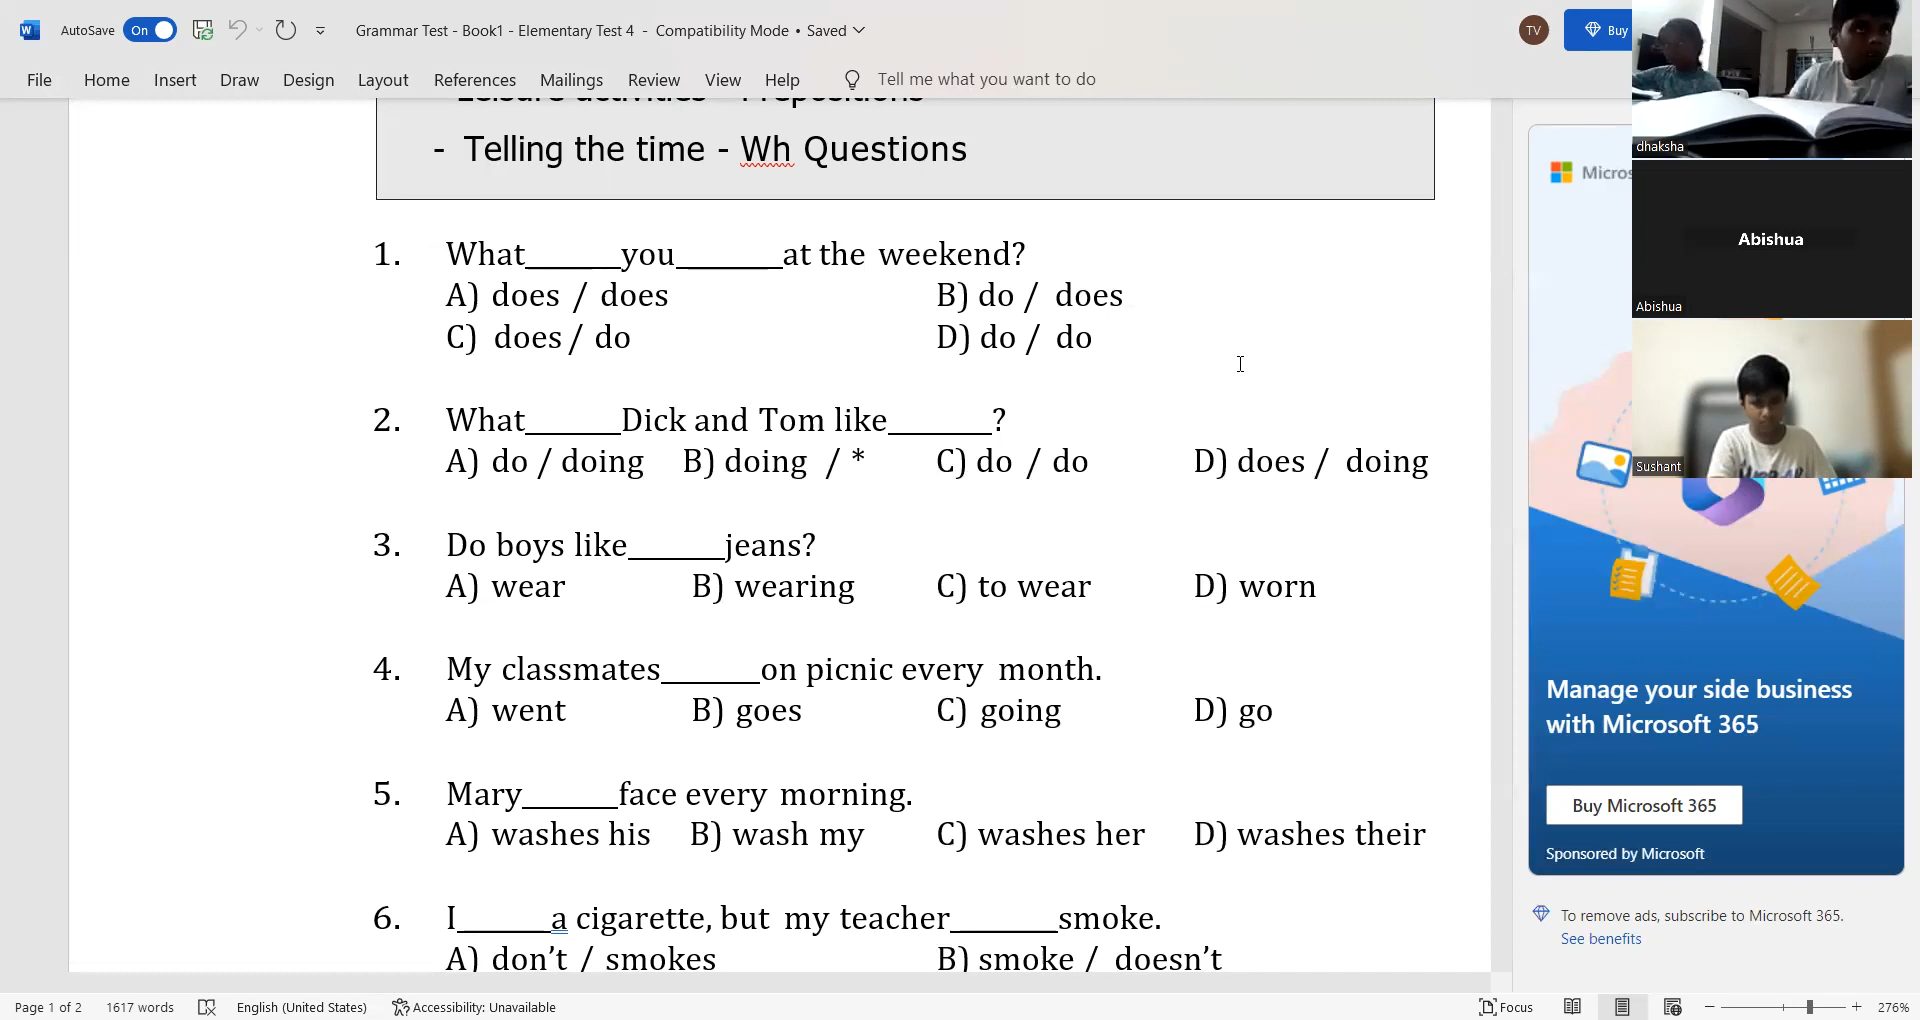 AutoSave On Grammar Test - Book1 - Elementary Test 4 - Compatibility Mode • Saved TV Buy
File Home Insert Draw Design Layout References Mailings Review View Help Tell me what you want to do
Leisure activities - Prepositions
- Telling the time - Wh Questions
1. What______you_______at the weekend?
A) does / does B) do / does
C) does / do D) do / do
2. What______Dick and Tom like_______?
A) do / doing B) doing / * C) do / do D) does / doing
3. Do boys like______jeans?
A) wear B) wearing C) to wear D) worn
4. My classmates______on picnic every month.
A) went B) goes C) going D) go
5. Mary______face every morning.
A) washes his B) wash my C) washes her D) washes their
6. I______a cigarette, but my teacher_______smoke.
A) don’t / smokes B) smoke / doesn’t
dhaksha
Abishua
Abishua
Sushant
Manage your side business
with Microsoft 365
Buy Microsoft 365
Sponsored by Microsoft
To remove ads, subscribe to Microsoft 365.
See benefits
Page 1 of 2 1617 words English (United States) Accessibility: Unavailable Focus 276%